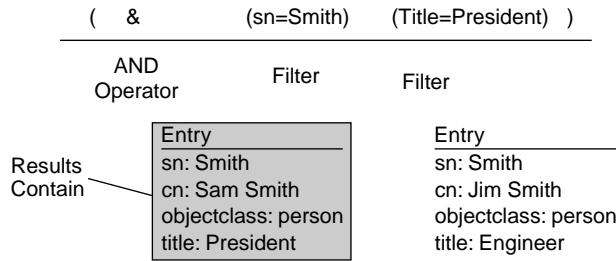 ( & (sn=Smith) (Title=President) )
AND Operator Filter Filter
Results Contain
Entry
sn: Smith
cn: Sam Smith
objectclass: person
title: President
Entry
sn: Smith
cn: Jim Smith
objectclass: person
title: Engineer